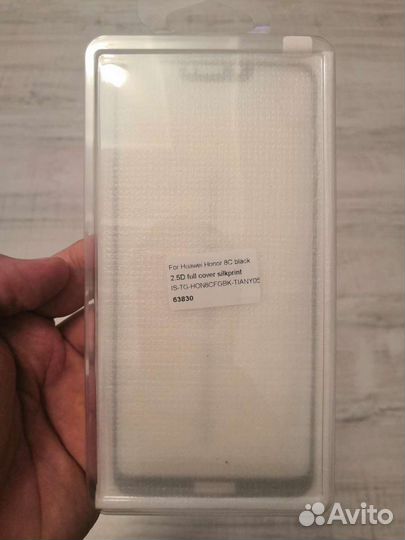 For Huawei Honor 8C black
2.5D full cover silkprint
IS-TG-HON8CFGBK-TIANY05
63830
Avito